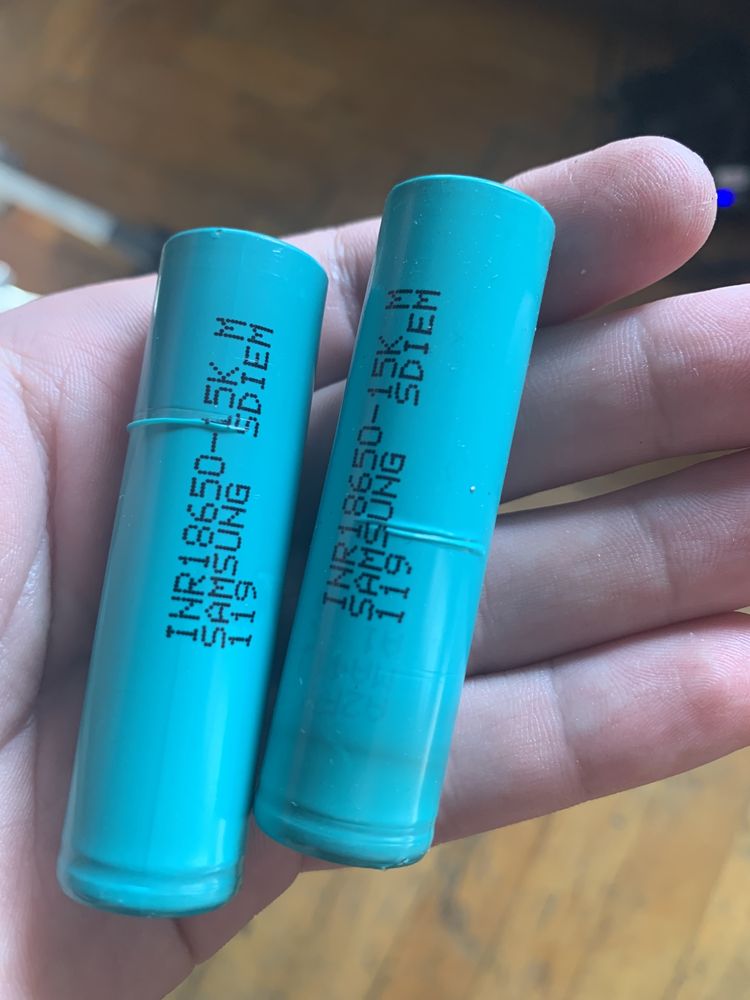 INR18650-15K M
SAMSUNG SDIEM
119
INR18650-15K M
SAMSUNG SDIEM
119